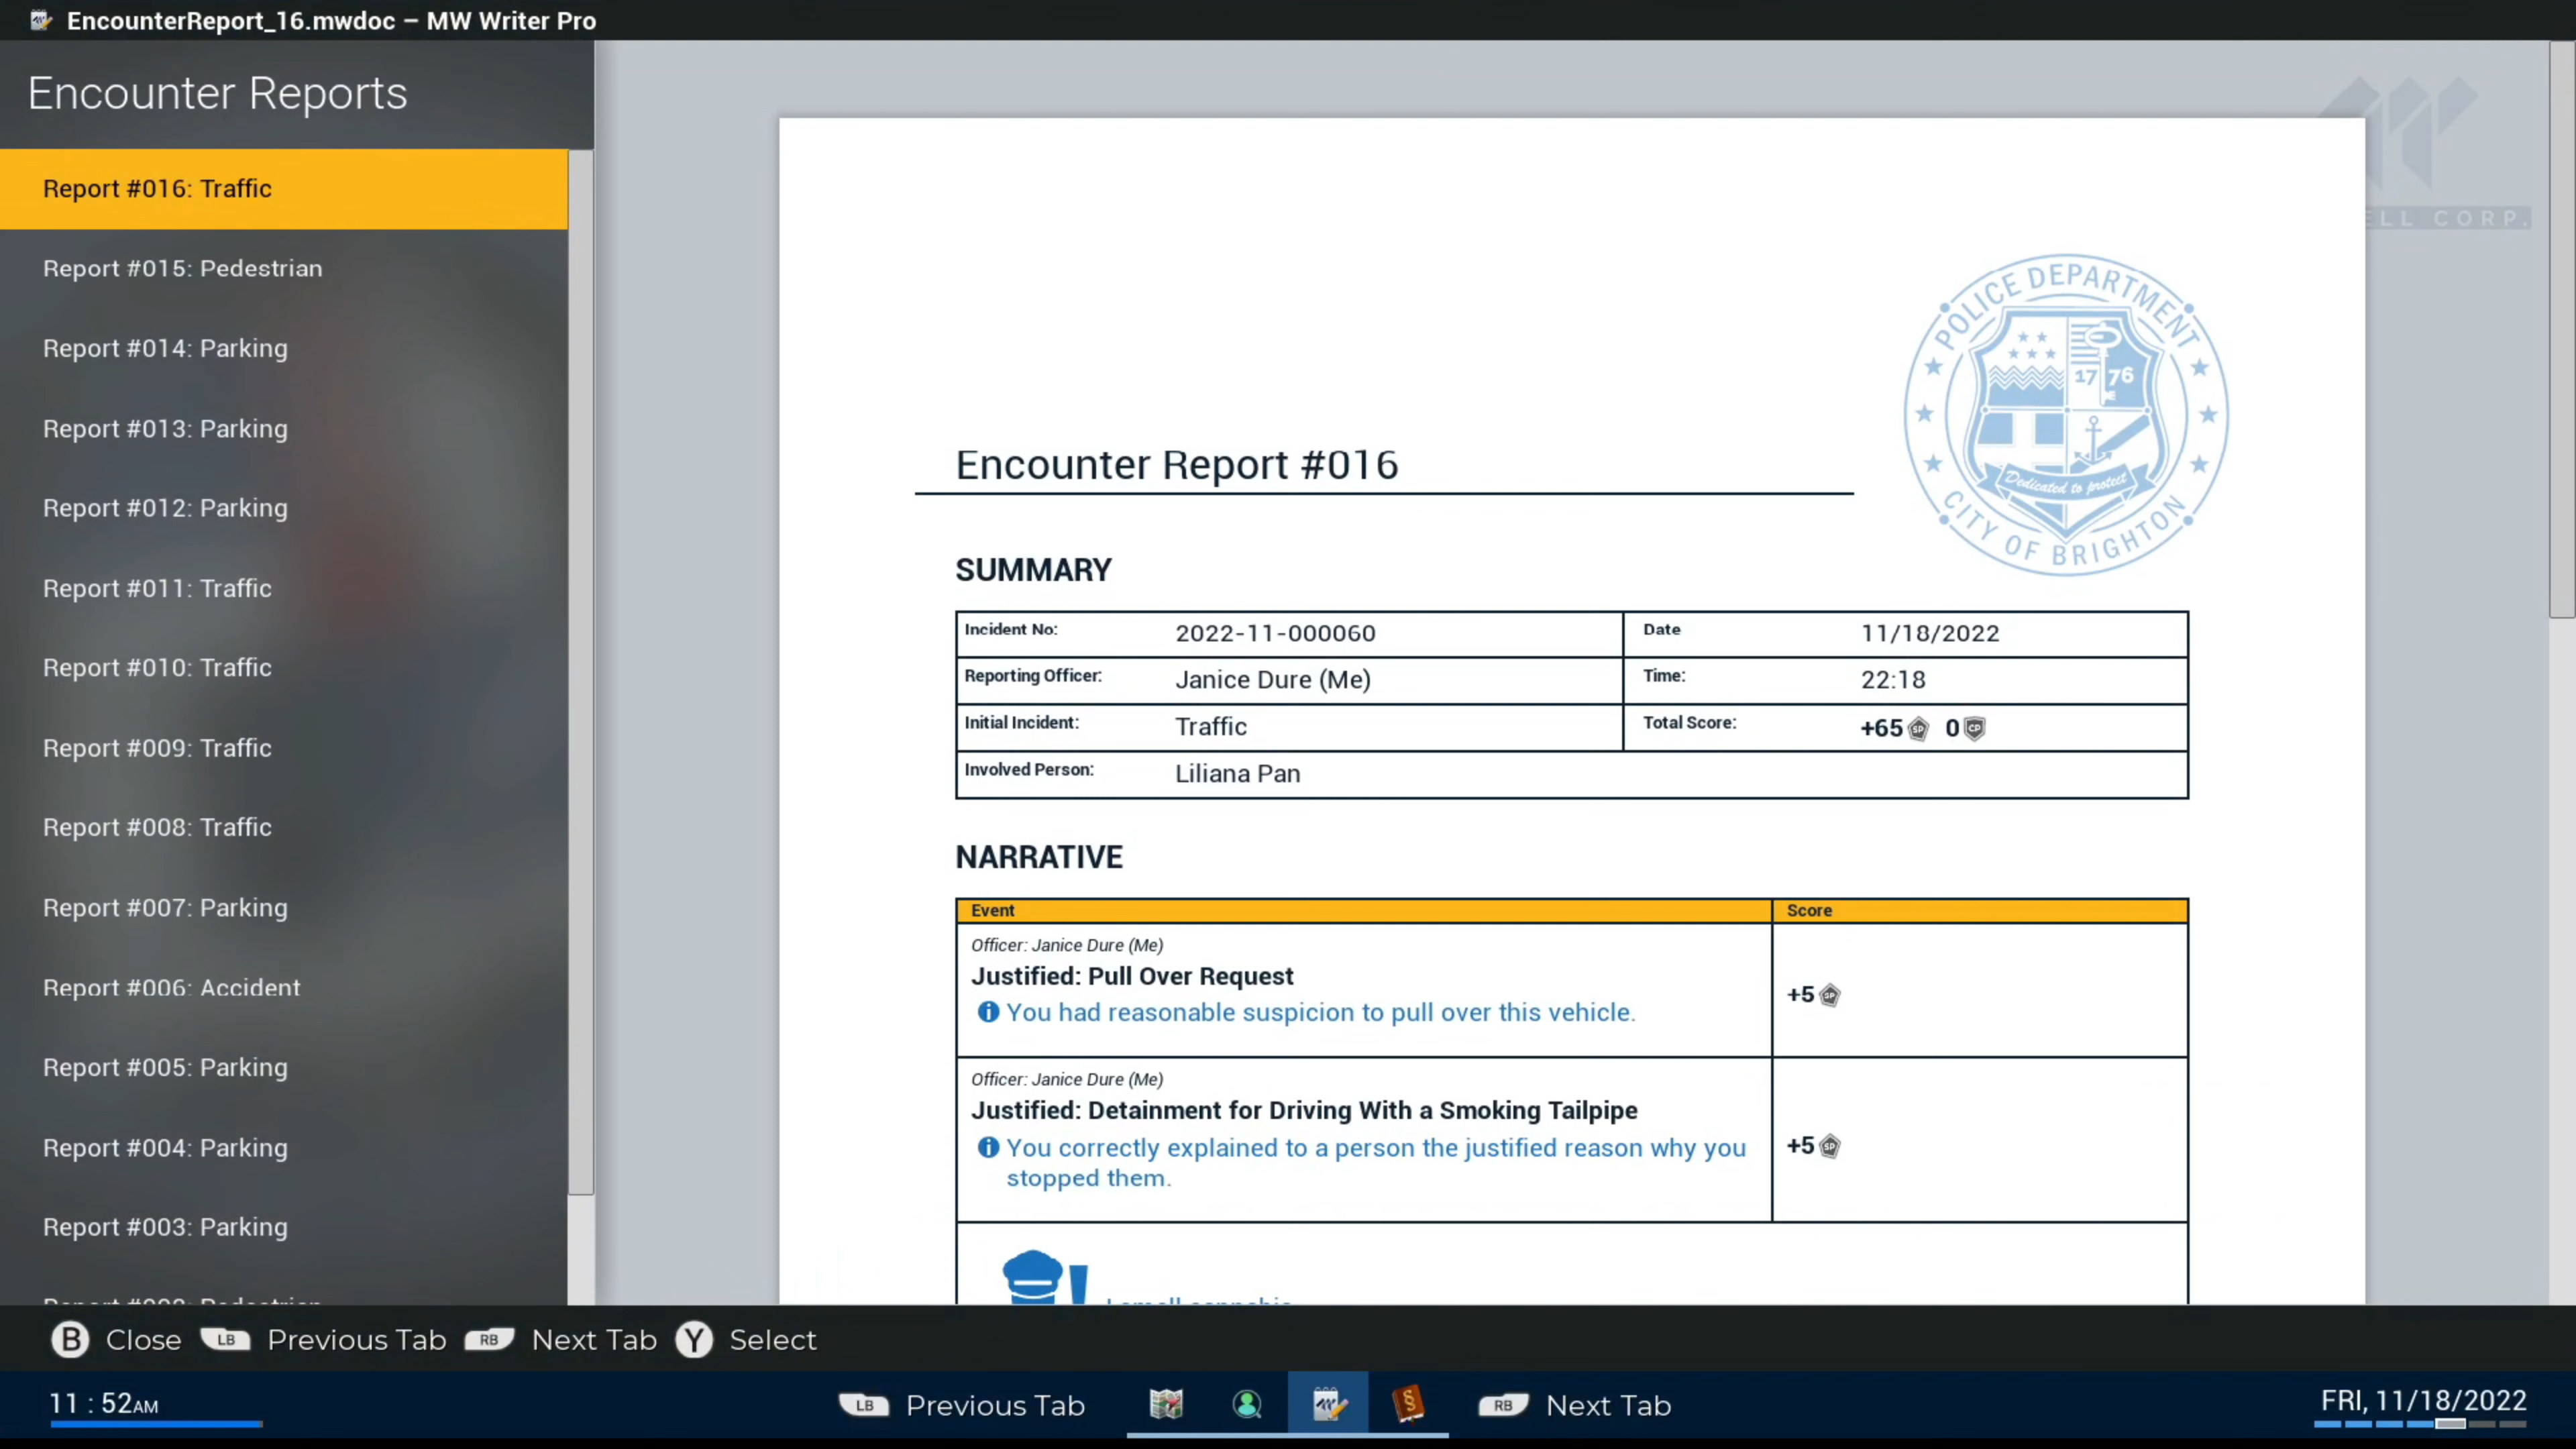 EncounterReport_16.mwdoc – MW Writer Pro
Encounter Reports
Report #016: Traffic
Report #015: Pedestrian
Report #014: Parking
Report #013: Parking
Report #012: Parking
Report #011: Traffic
Report #010: Traffic
Report #009: Traffic
Report #008: Traffic
Report #007: Parking
Report #006: Accident
Report #005: Parking
Report #004: Parking
Report #003: Parking
CORP.
POLICE DEPARTMENT
17 76
Dedicated to protect
CITY OF BRIGHTON
Encounter Report #016
SUMMARY
Incident No: 2022-11-000060 Date 11/18/2022
Reporting Officer: Janice Dure (Me) Time: 22:18
Initial Incident: Traffic Total Score: +65 SP 0 CP
Involved Person: Liliana Pan
NARRATIVE
Event Score
Officer: Janice Dure (Me)
Justified: Pull Over Request
You had reasonable suspicion to pull over this vehicle.
+5 SP
Officer: Janice Dure (Me)
Justified: Detainment for Driving With a Smoking Tailpipe
You correctly explained to a person the justified reason why you
stopped them.
+5 SP
B Close LB Previous Tab RB Next Tab Y Select
11 : 52AM
LB Previous Tab § RB Next Tab
FRI, 11/18/2022